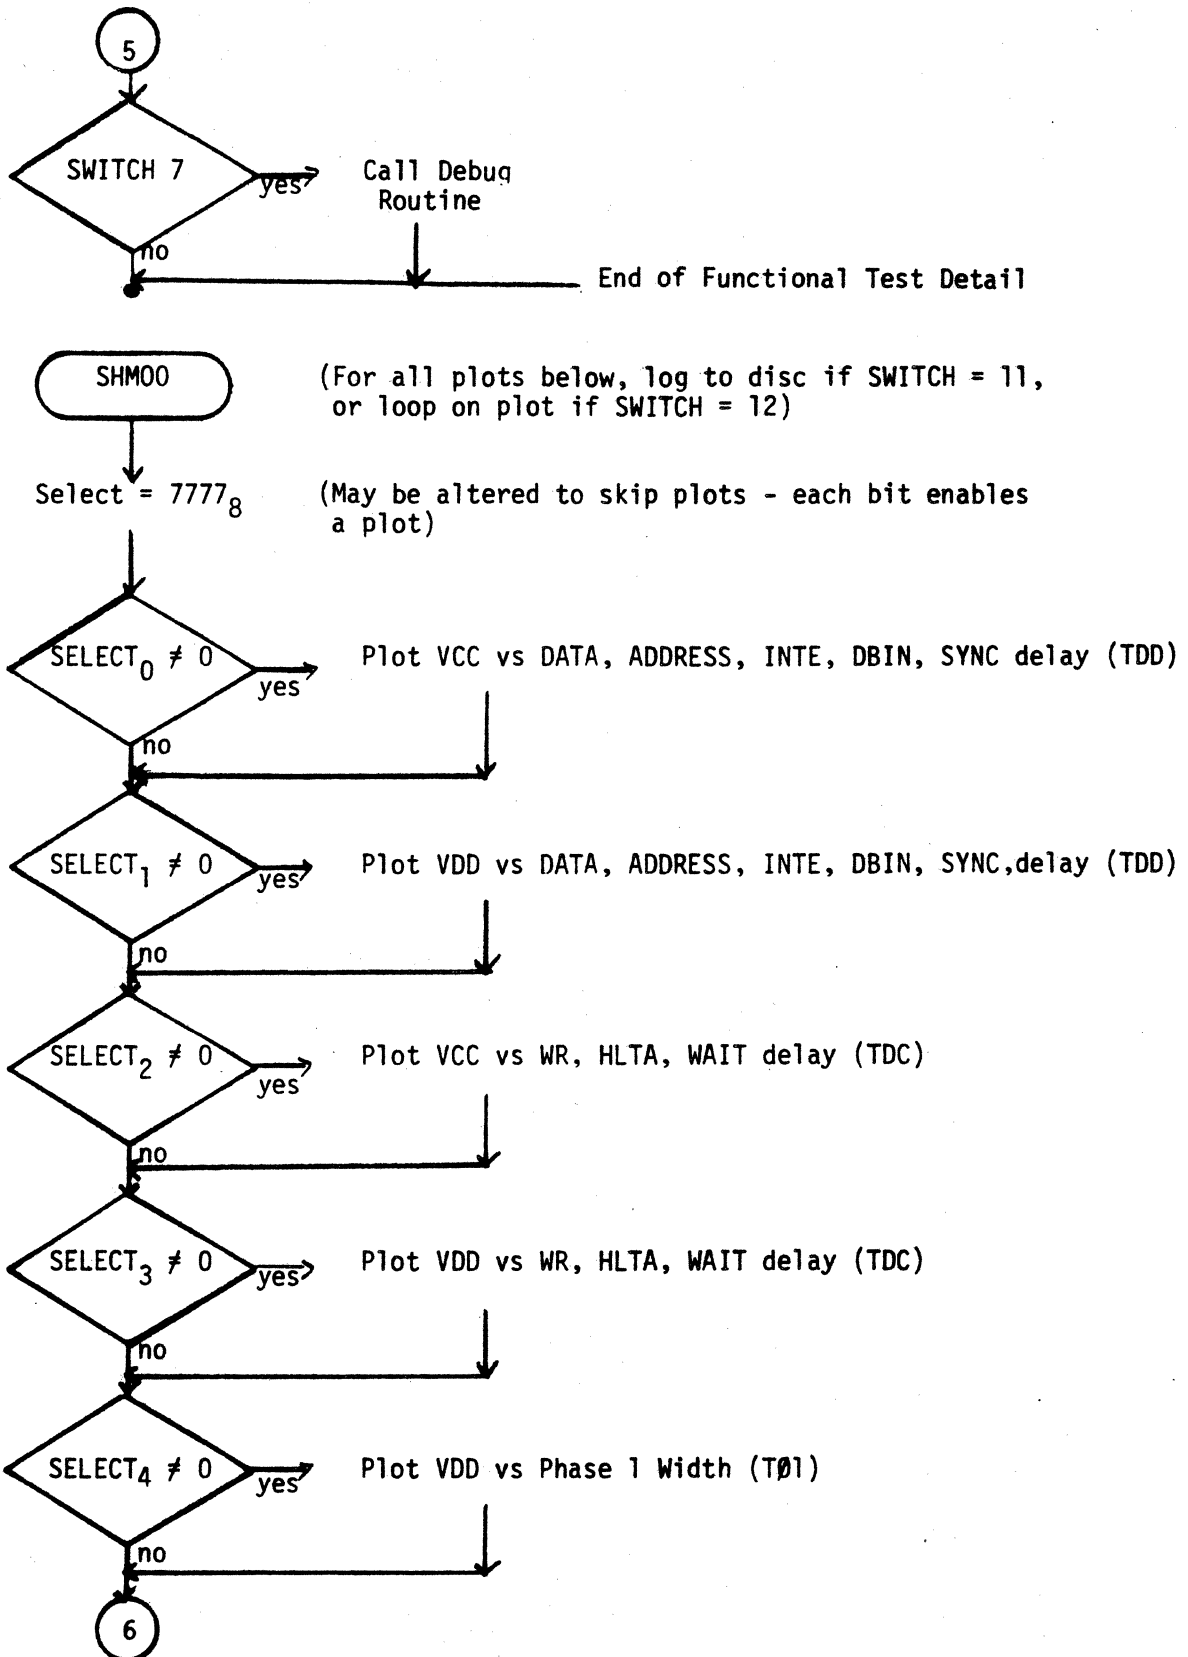 5
SWITCH 7
yes
Call Debug
Routine
no
End of Functional Test Detail
SHMOO
(For all plots below, log to disc if SWITCH = 11,
or loop on plot if SWITCH = 12)
Select = 7777₈
(May be altered to skip plots - each bit enables
a plot)
SELECT₀ ≠ 0
yes
Plot VCC vs DATA, ADDRESS, INTE, DBIN, SYNC delay (TDD)
no
SELECT₁ ≠ 0
yes
Plot VDD vs DATA, ADDRESS, INTE, DBIN, SYNC,delay (TDD)
no
SELECT₂ ≠ 0
yes
Plot VCC vs WR, HLTA, WAIT delay (TDC)
no
SELECT₃ ≠ 0
yes
Plot VDD vs WR, HLTA, WAIT delay (TDC)
no
SELECT₄ ≠ 0
yes
Plot VDD vs Phase 1 Width (TØ1)
no
6